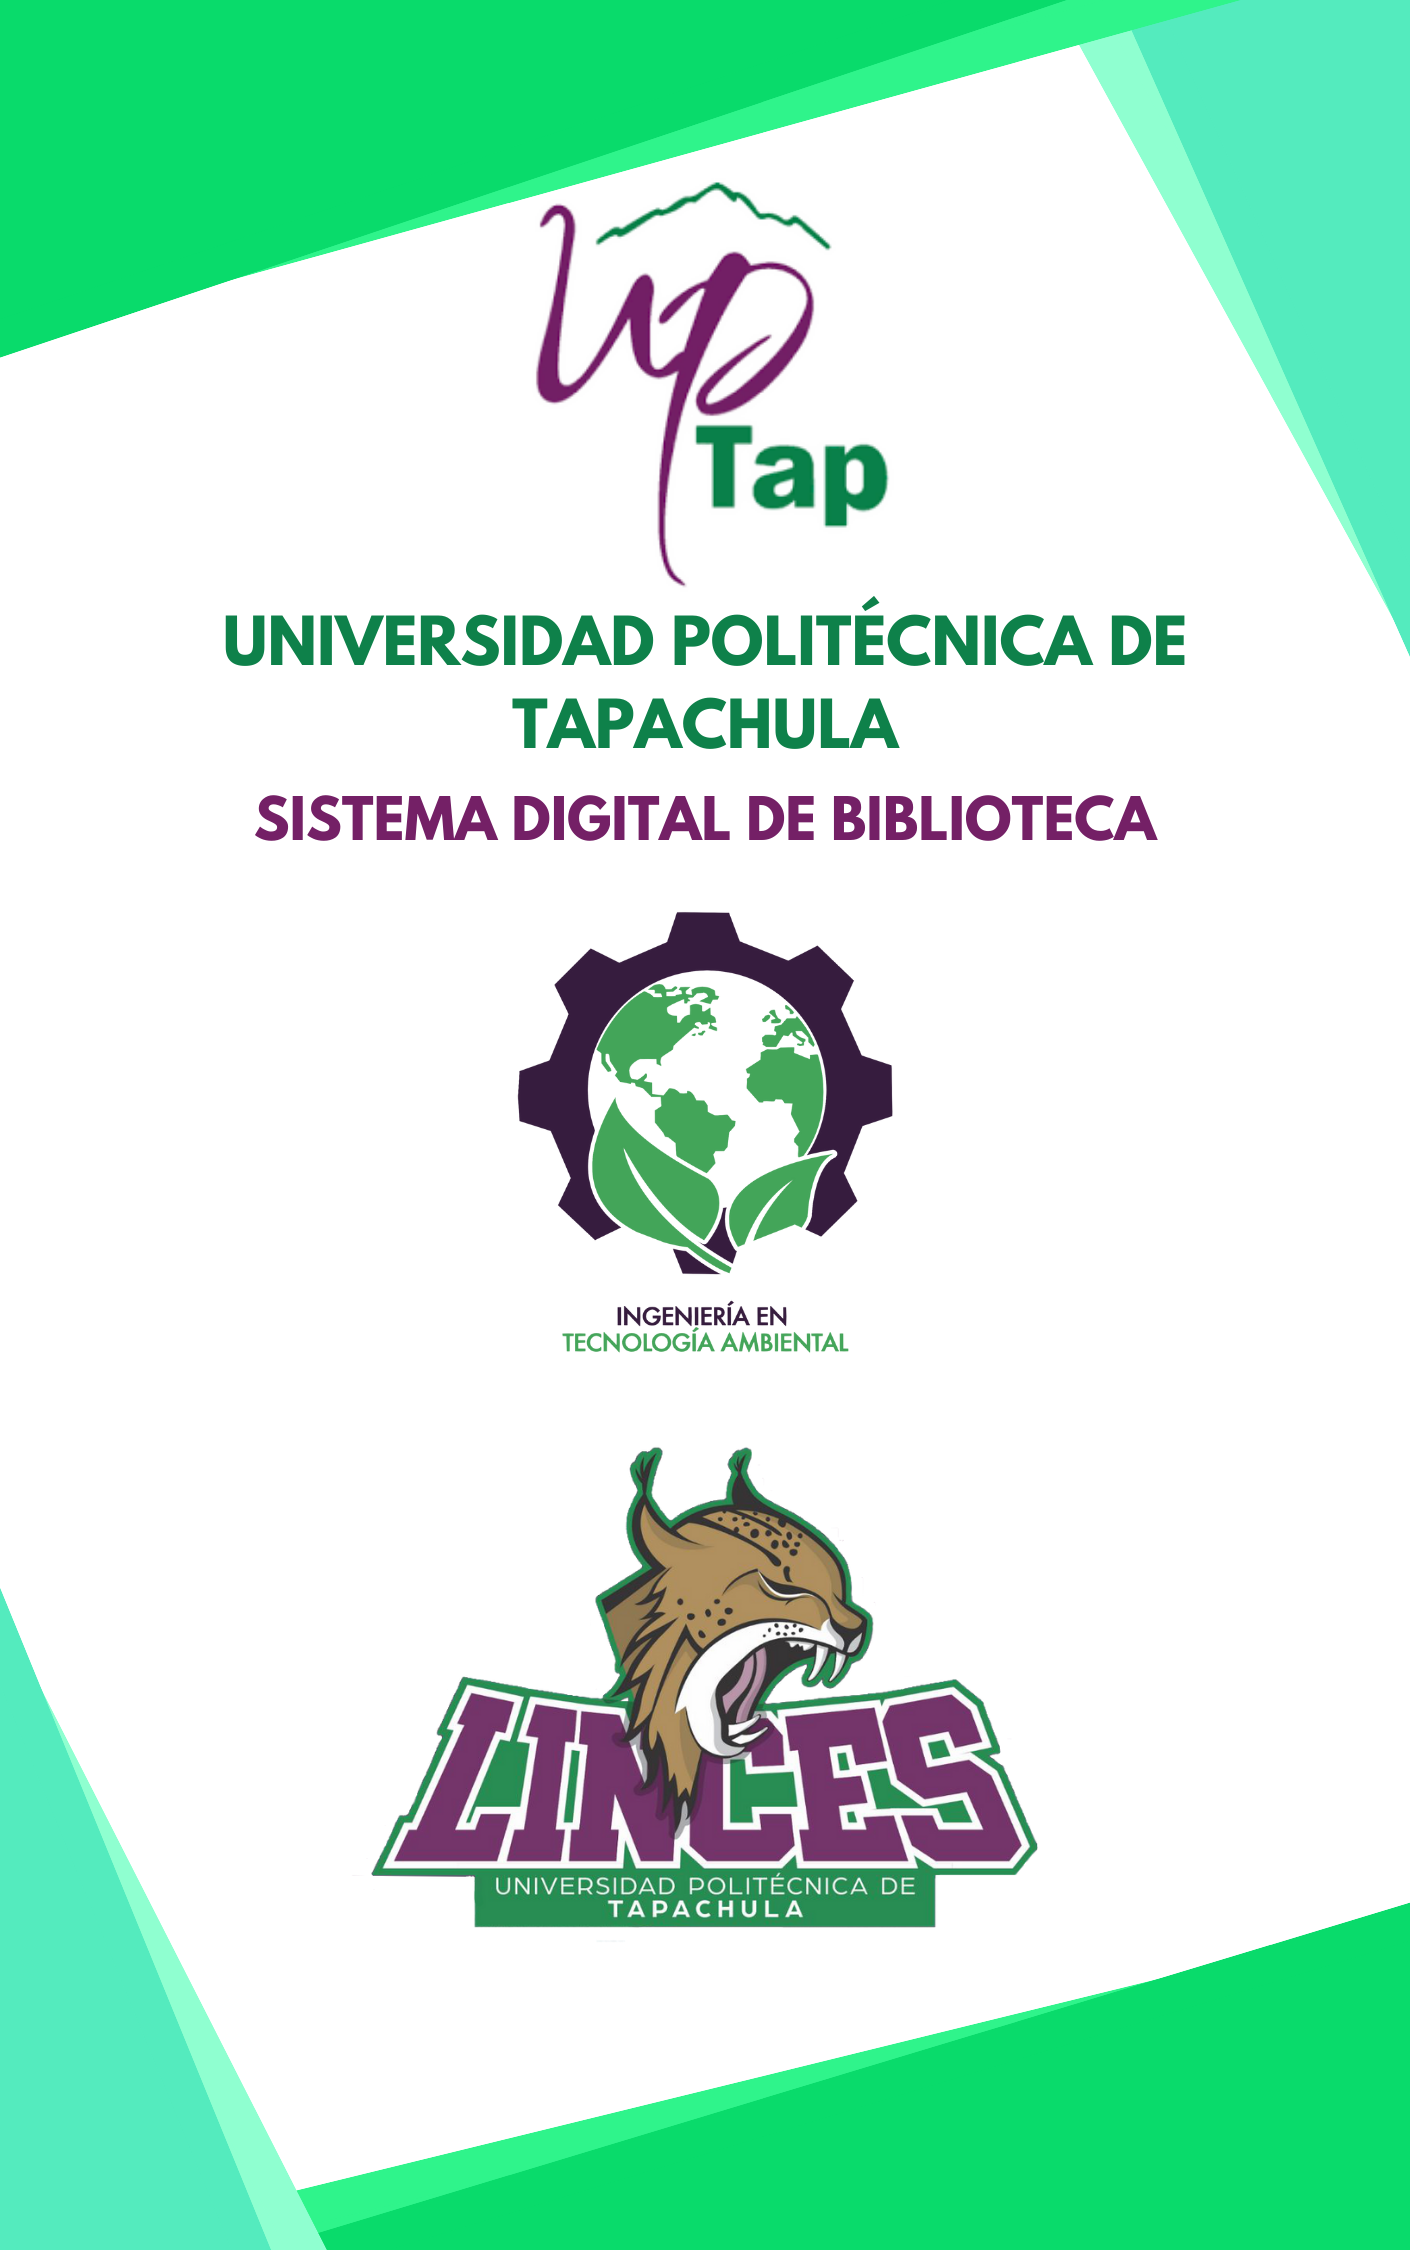 up
Tap
UNIVERSIDAD POLITÉCNICA DE
TAPACHULA
SISTEMA DIGITAL DE BIBLIOTECA
INGENIERÍA EN
TECNOLOGÍA AMBIENTAL
LINCES
UNIVERSIDAD POLITÉCNICA DE
TAPACHULA